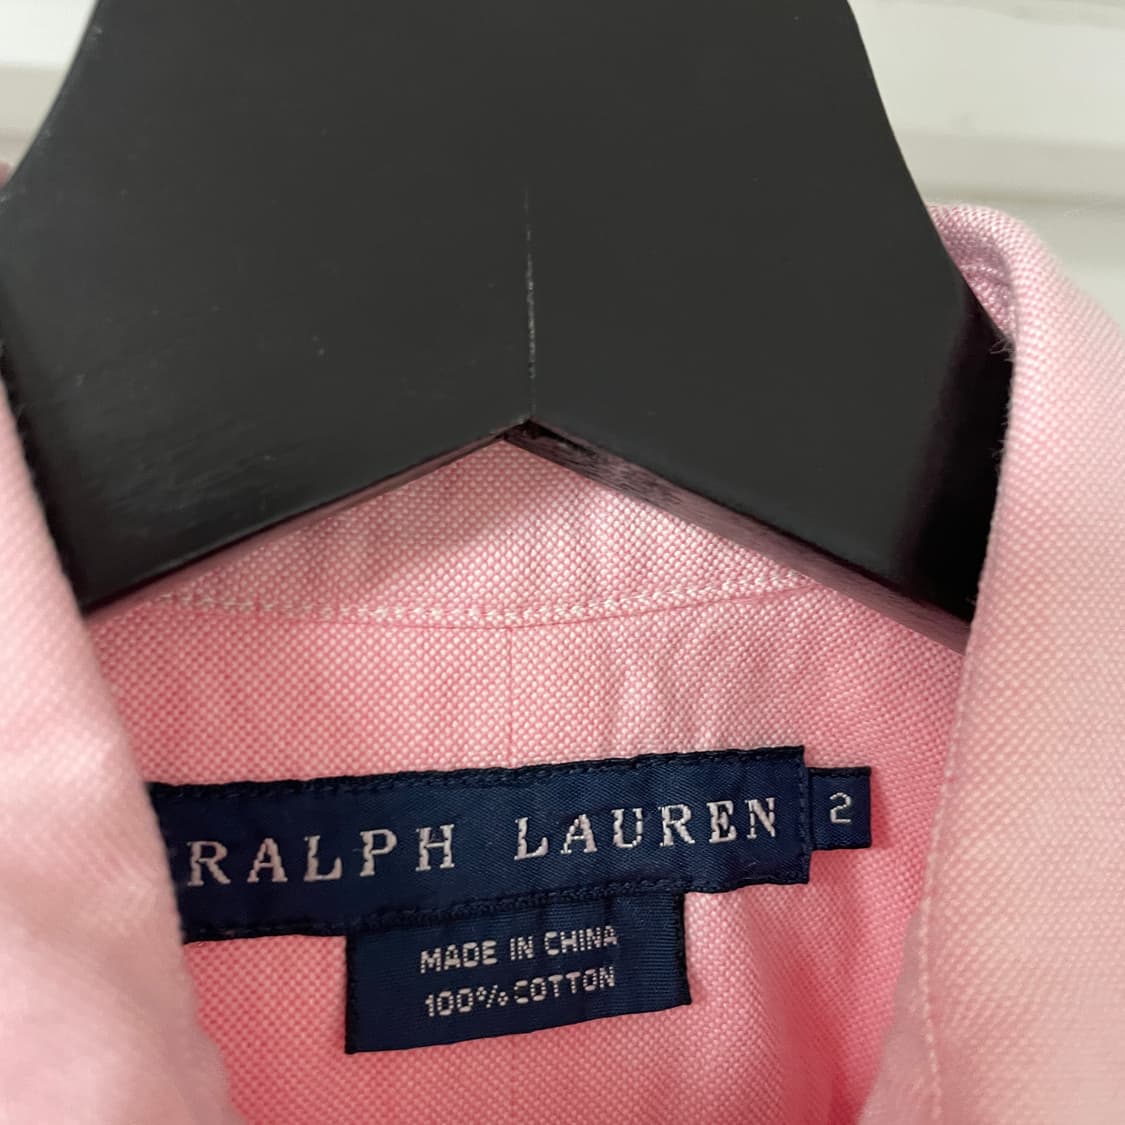 RALPH LAUREN
2
MADE IN CHINA
100% COTTON